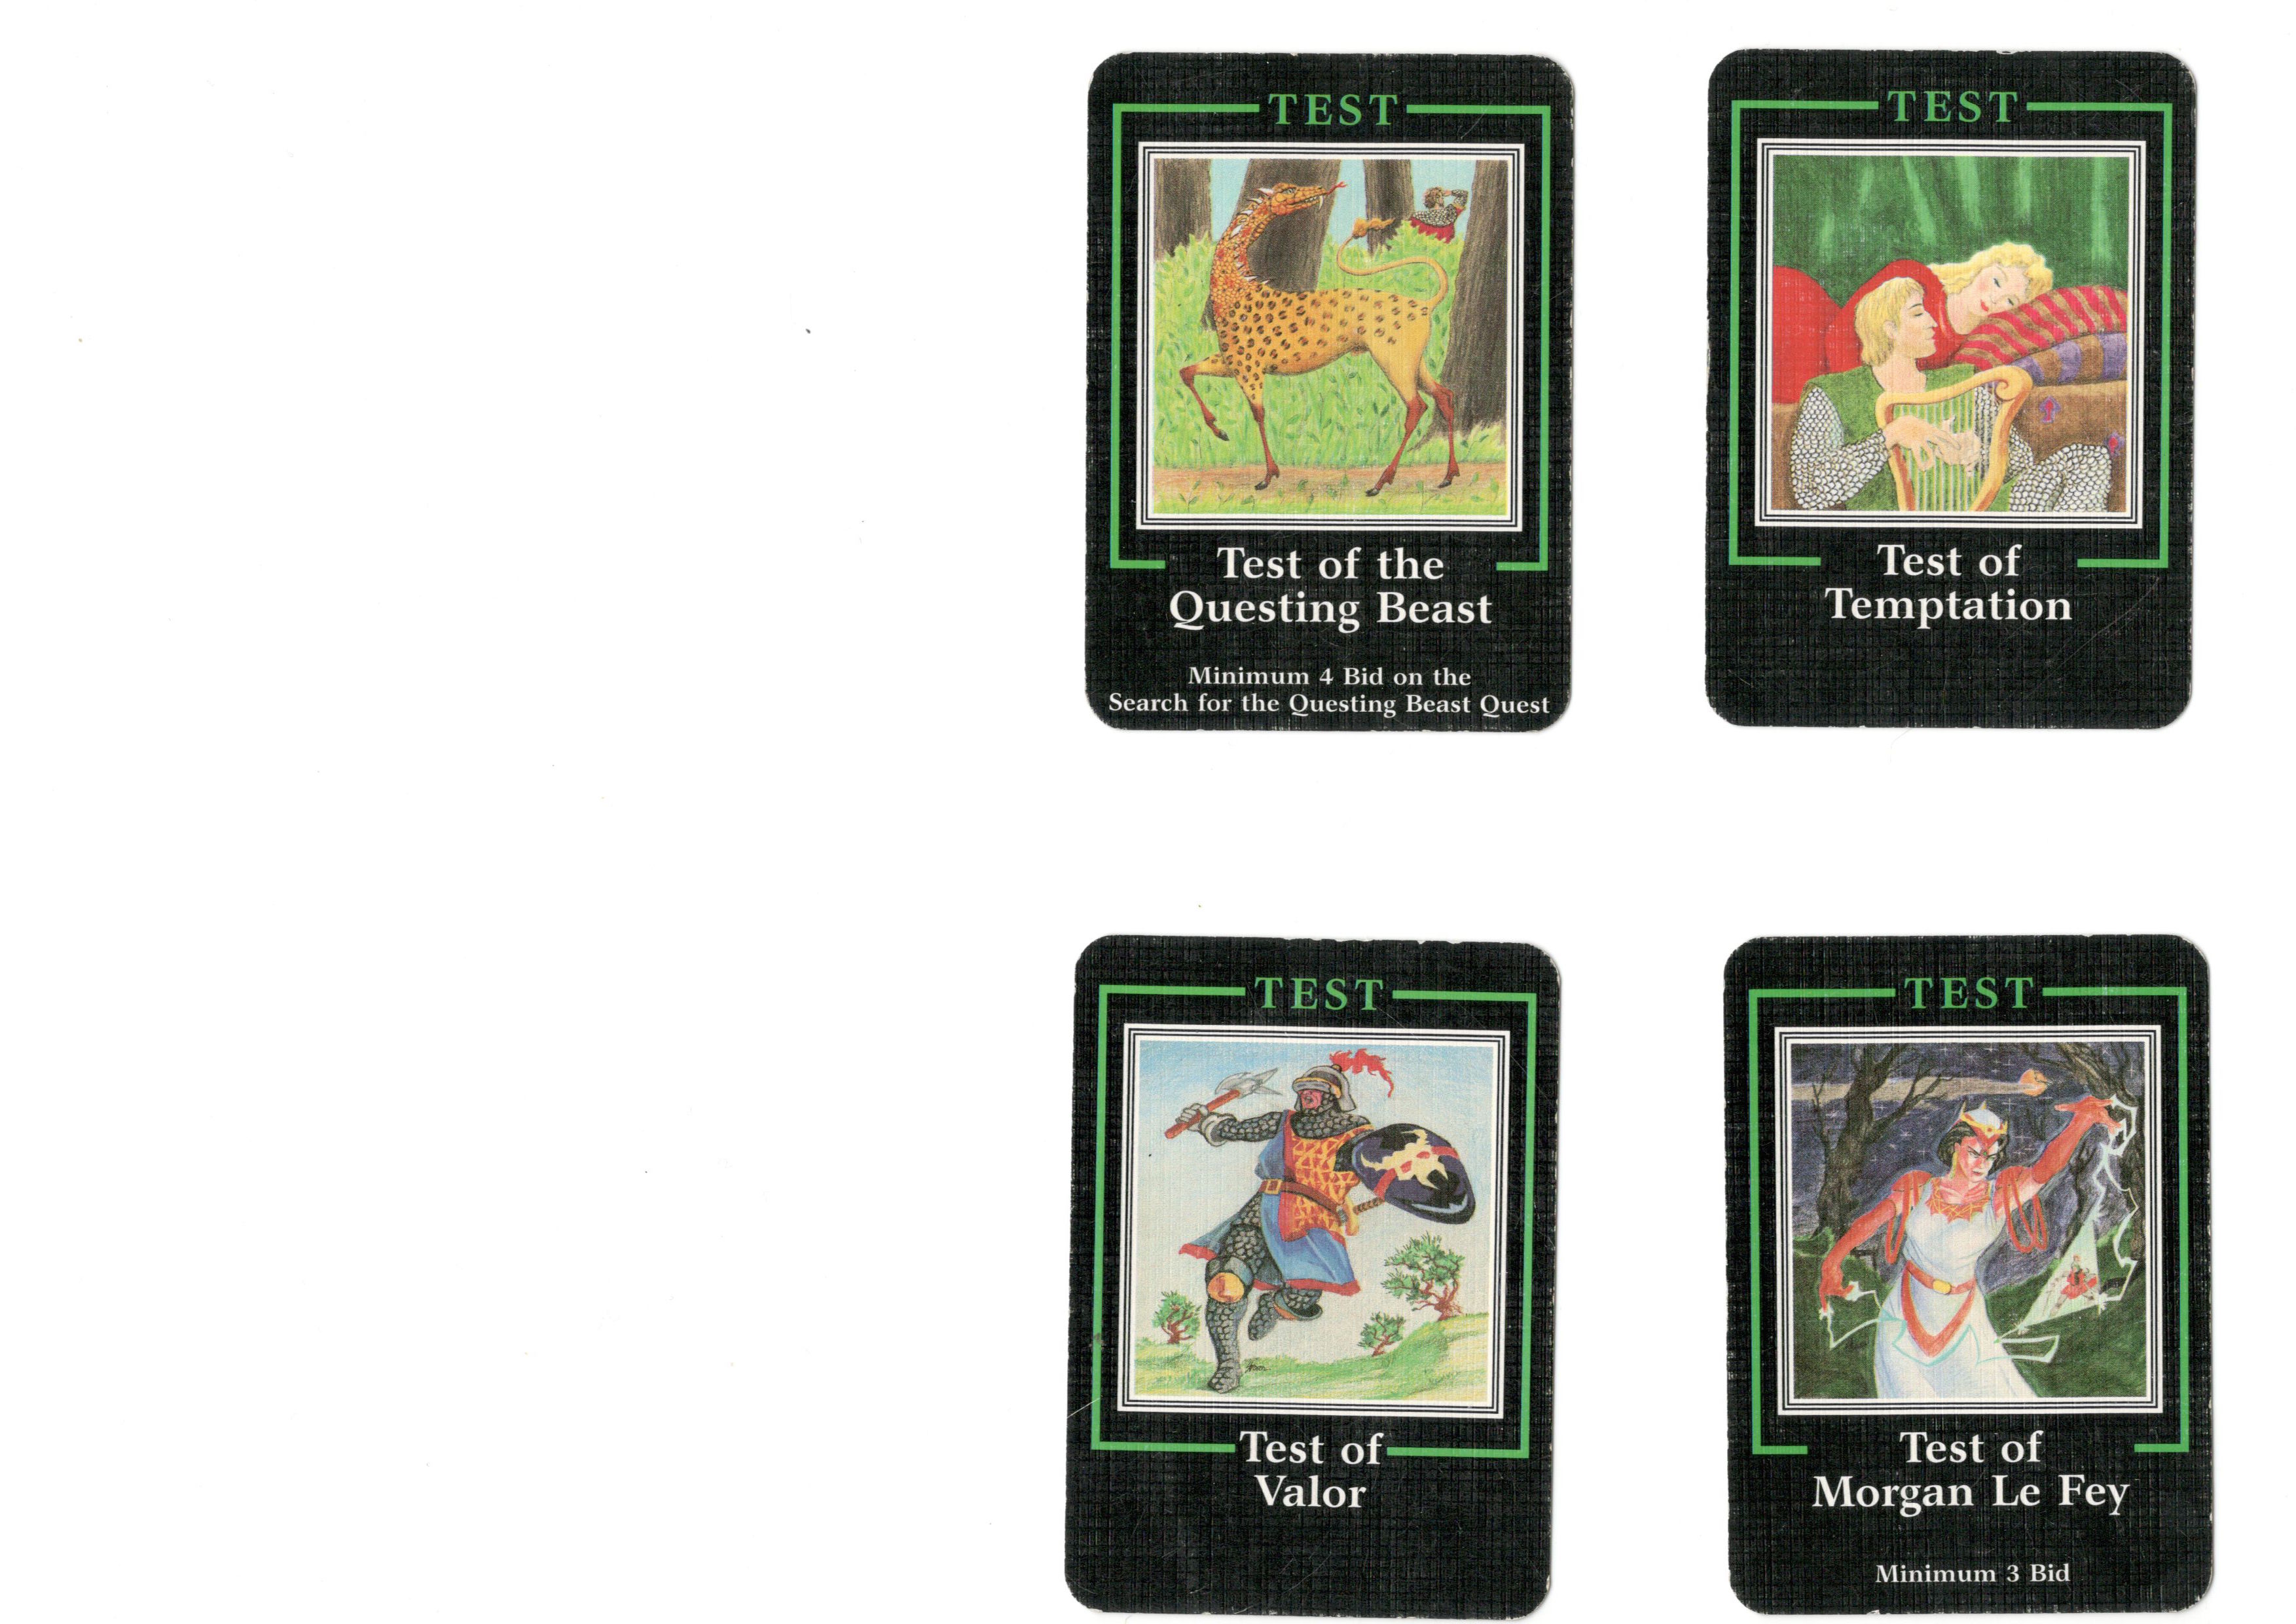 TEST
Test of the
Questing Beast
Minimum 4 Bid on the
Search for the Questing Beast Quest
TEST
Test of
Temptation
TEST
Test of
Valor
TEST
Test of
Morgan Le Fey
Minimum 3 Bid